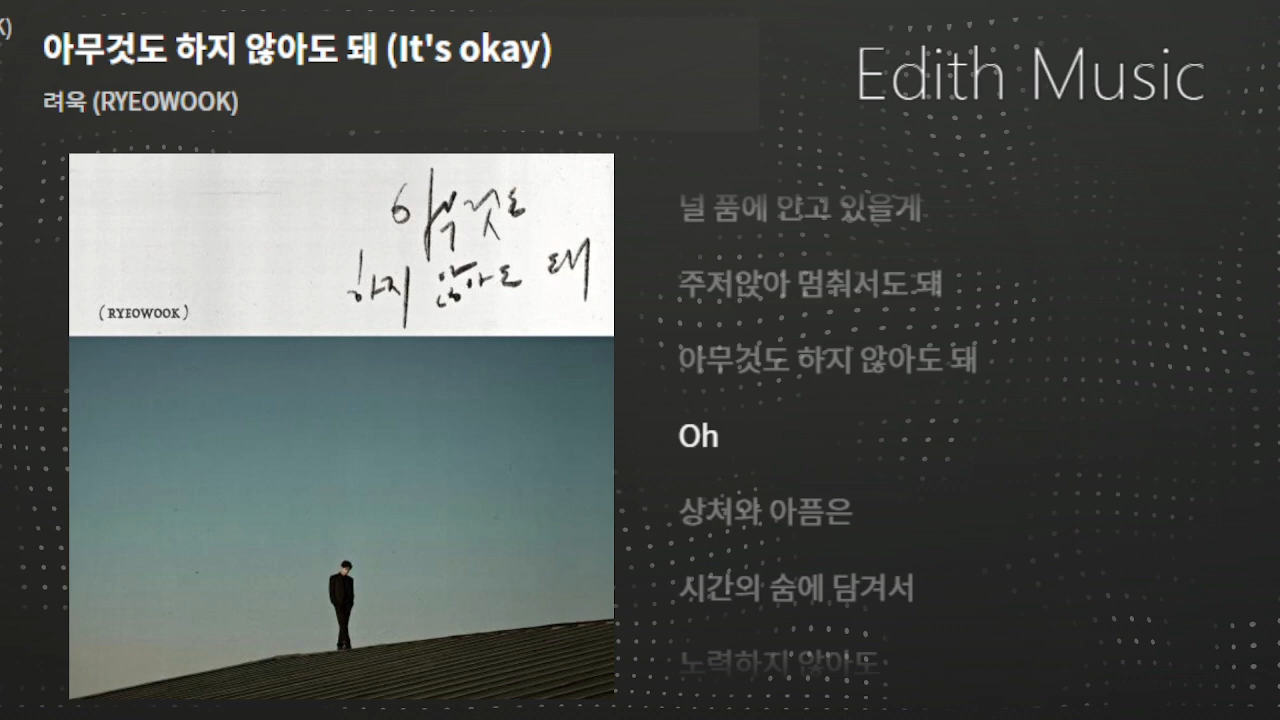 K)
아무것도 하지 않아도 돼 (It's okay)
려욱 (RYEOWOOK)
Edith Music
아무것도
하지 않아도 돼
( RYEOWOOK )
널 품에 안고 있을게
주저앉아 멈춰서도 돼
아무것도 하지 않아도 돼
Oh
상처와 아픔은
시간의 숨에 담겨서
노력하지 않아도